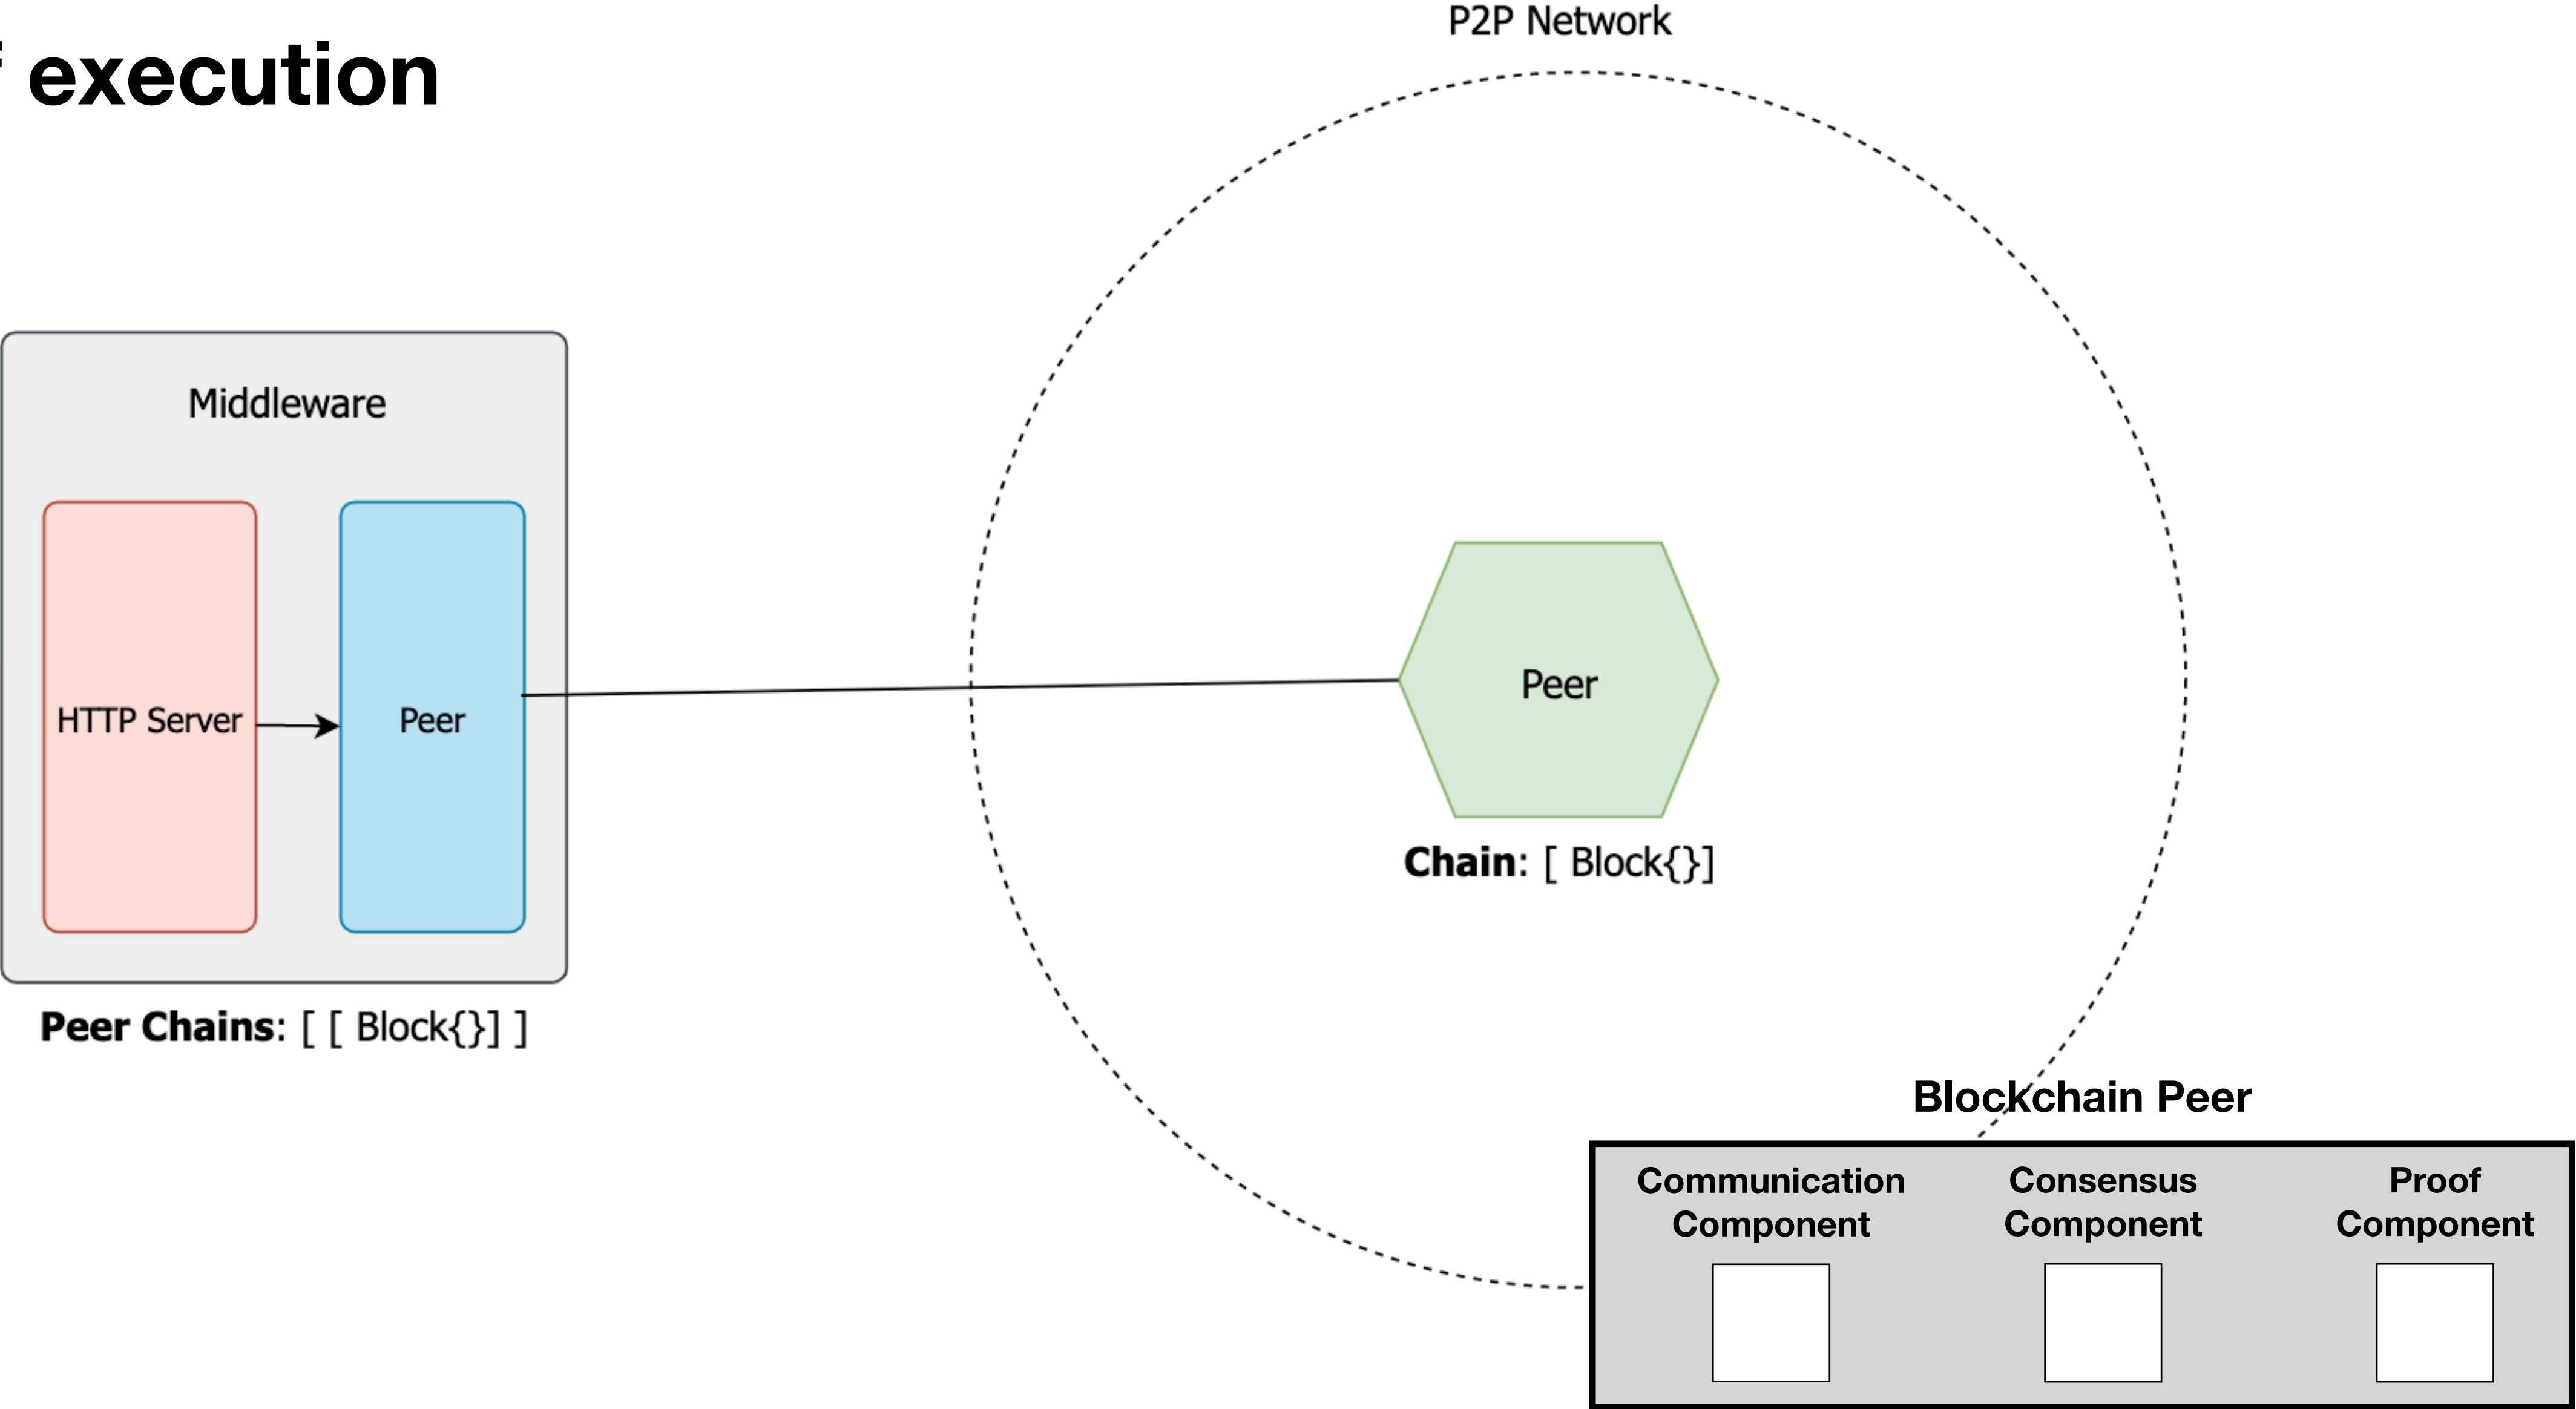 execution
P2P Network
Middleware
HTTP Server
Peer
Peer
Chain: [ Block{}]
Peer Chains: [ [ Block{}] ]
Blockchain Peer
Communication
Component
Consensus
Component
Proof
Component